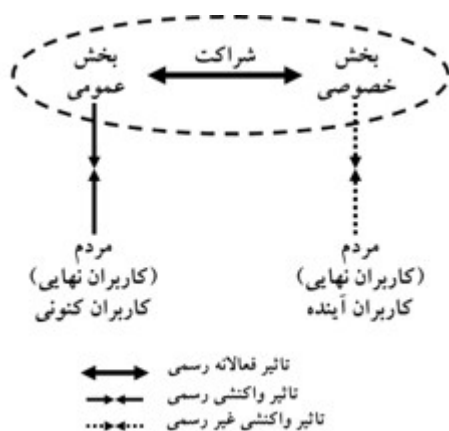 بخش
خصوصی
شراکت
بخش
عمومی
مردم
(کاربران نهایی)
کاربران آینده
مردم
(کاربران نهایی)
کاربران کنونی
تاثیر فعالانه رسمی
تاثیر واکنشی رسمی
تاثیر واکنشی غیر رسمی